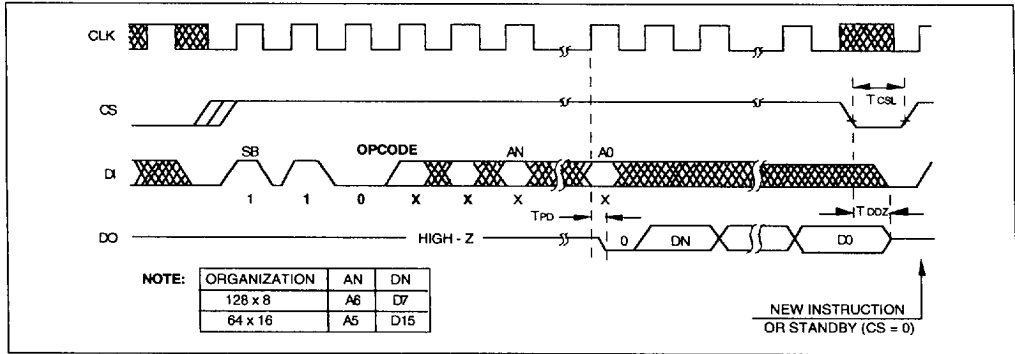 CLK
CS
TCSL
SB
OPCODE
AN
A0
DI
1 1 0 X X X X
TPD
TDDZ
DO
HIGH - Z
0
DN
D0
NOTE:
ORGANIZATION AN DN
128 x 8 A6 D7
64 x 16 A5 D15
NEW INSTRUCTION
OR STANDBY (CS = 0)